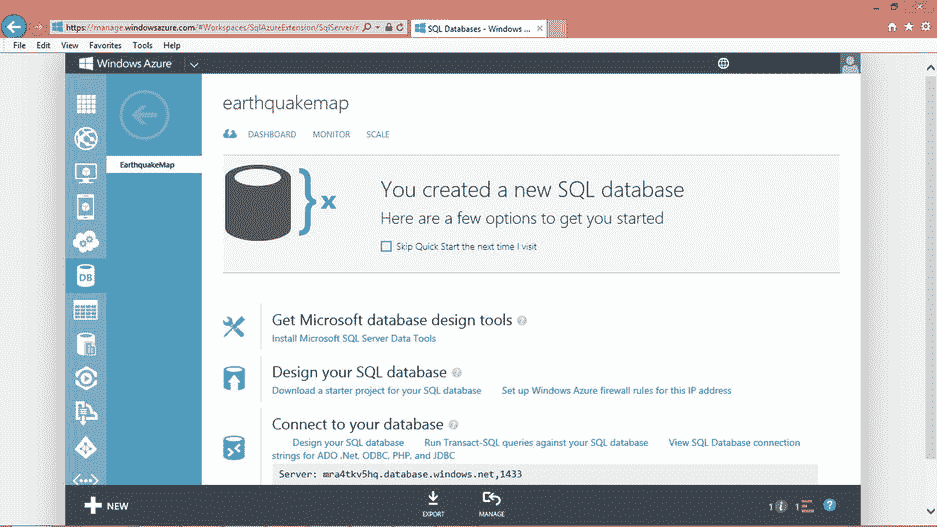 https://manage.windowsazure.com/#Workspaces/SqlAzureExtension/SqlServer/r
SQL Databases - Windows ...
File Edit View Favorites Tools Help
Windows Azure
earthquakemap
DASHBOARD MONITOR SCALE
EarthquakeMap
You created a new SQL database
Here are a few options to get you started
Skip Quick Start the next time I visit
Get Microsoft database design tools
Install Microsoft SQL Server Data Tools
DB
Design your SQL database
Download a starter project for your SQL database Set up Windows Azure firewall rules for this IP address
Connect to your database
Design your SQL database Run Transact-SQL queries against your SQL database View SQL Database connection
strings for ADO .Net, ODBC, PHP, and JDBC
Server: mra4tkv5hq.database.windows.net,1433
NEW
EXPORT
MANAGE
1 1